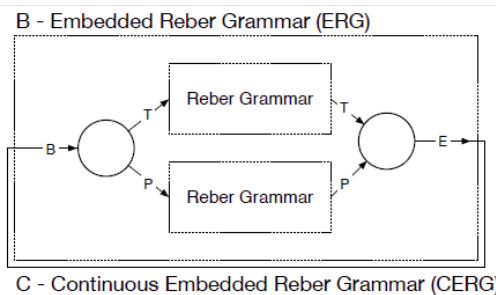 B - Embedded Reber Grammar (ERG)
Reber Grammar
T
T
B
E
P
P
Reber Grammar
C - Continuous Embedded Reber Grammar (CERG)